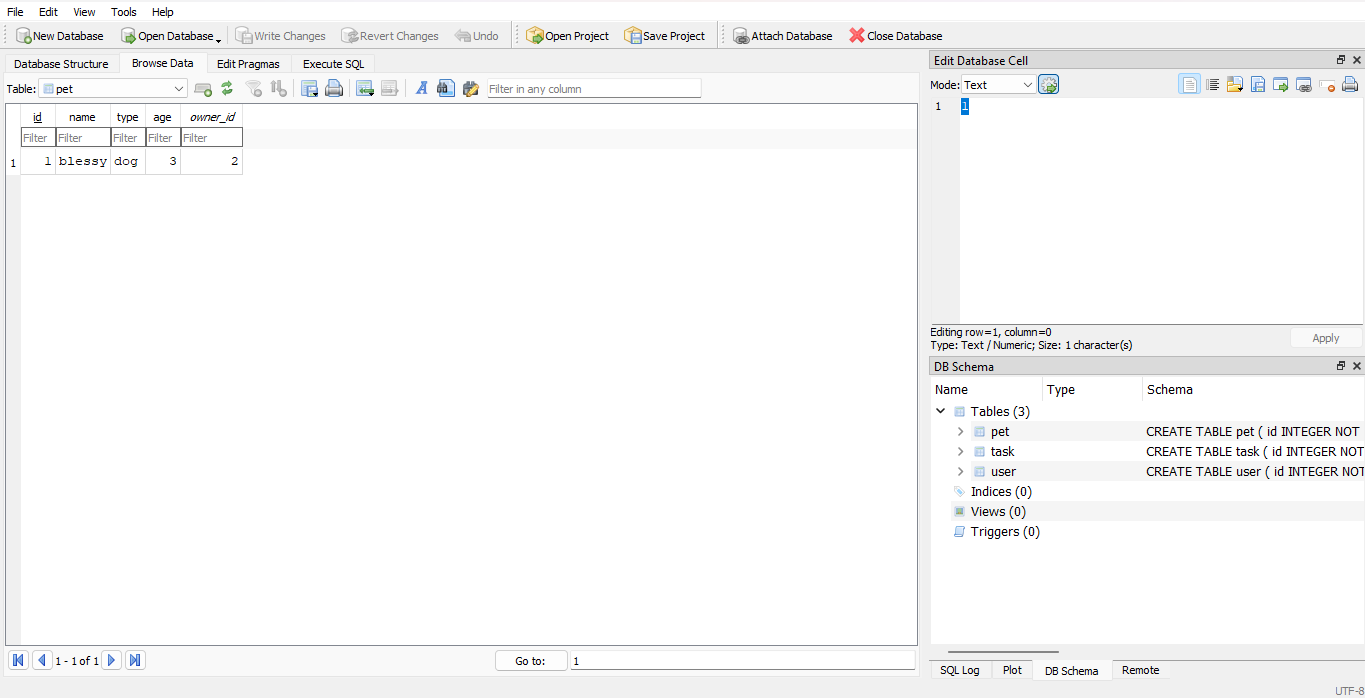 File Edit View Tools Help
New Database Open Database Write Changes Revert Changes Undo Open Project Save Project Attach Database Close Database
Database Structure Browse Data Edit Pragmas Execute SQL
Table: pet Filter in any column
id name type age owner_id
Filter Filter Filter Filter Filter
1 1 blessy dog 3 2
1 - 1 of 1 Go to: 1
Edit Database Cell
Mode: Text
1 1
Editing row=1, column=0
Type: Text / Numeric; Size: 1 character(s)
Apply
DB Schema
Name Type Schema
Tables (3)
pet CREATE TABLE pet ( id INTEGER NOT
task CREATE TABLE task ( id INTEGER NOT
user CREATE TABLE user ( id INTEGER NOT
Indices (0)
Views (0)
Triggers (0)
SQL Log Plot DB Schema Remote
UTF-8